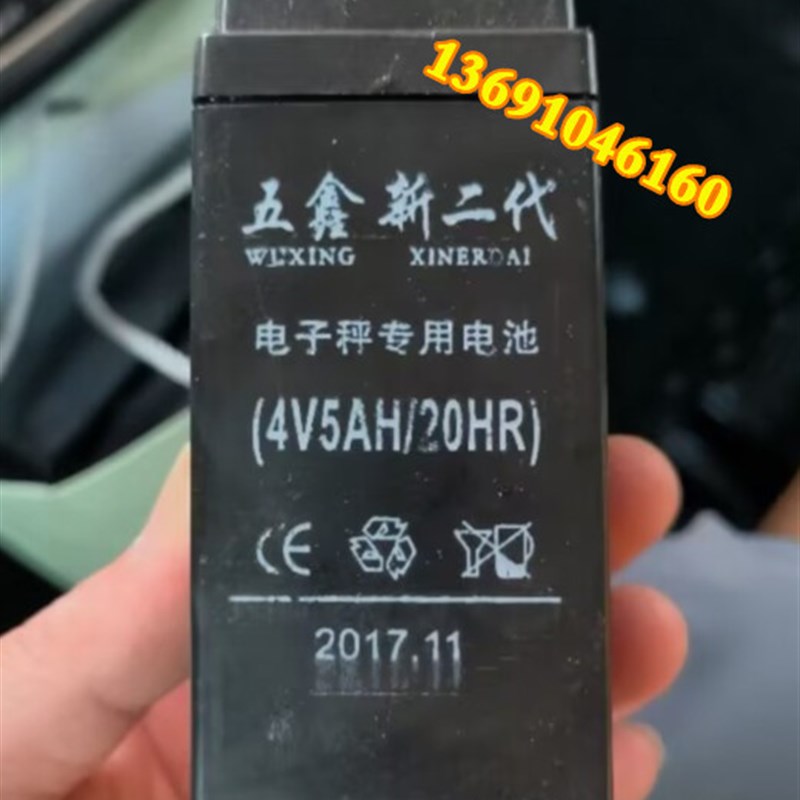 13691046160
五鑫 新二代
WUXING XINERDAI
电子秤专用电池
(4V5AH/20HR)
CE
2017.11